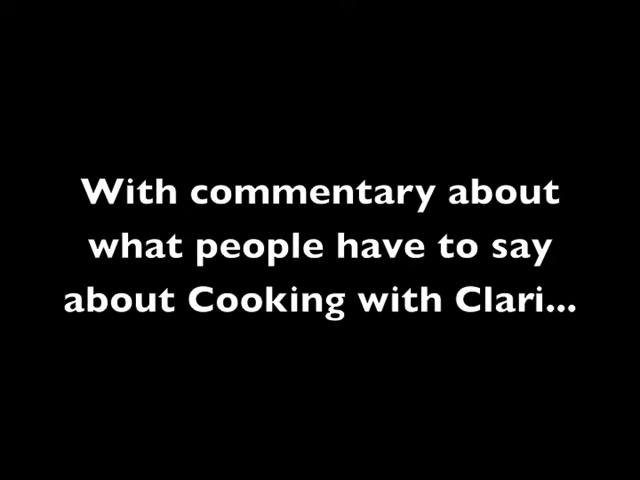 With commentary about
what people have to say
about Cooking with Clari...